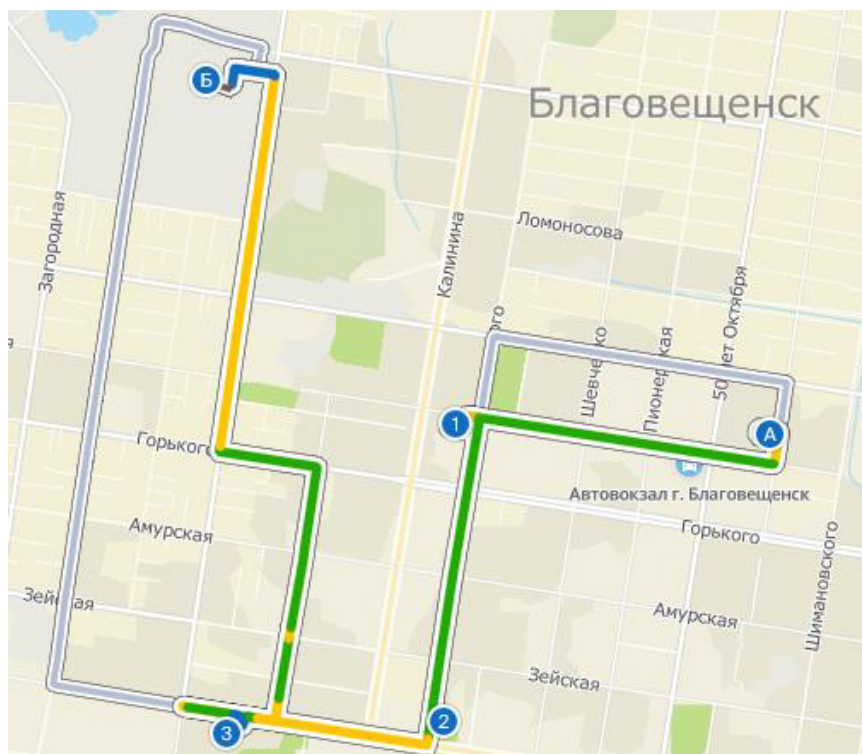 Б
Благовещенск
Ломоносова
Загородная
Калинина
50 лет Октября
Шевченко
Пионерская
1
А
Горького
Автовокзал г. Благовещенск
Горького
Амурская
Шимановского
Зейская
Амурская
Зейская
2
3